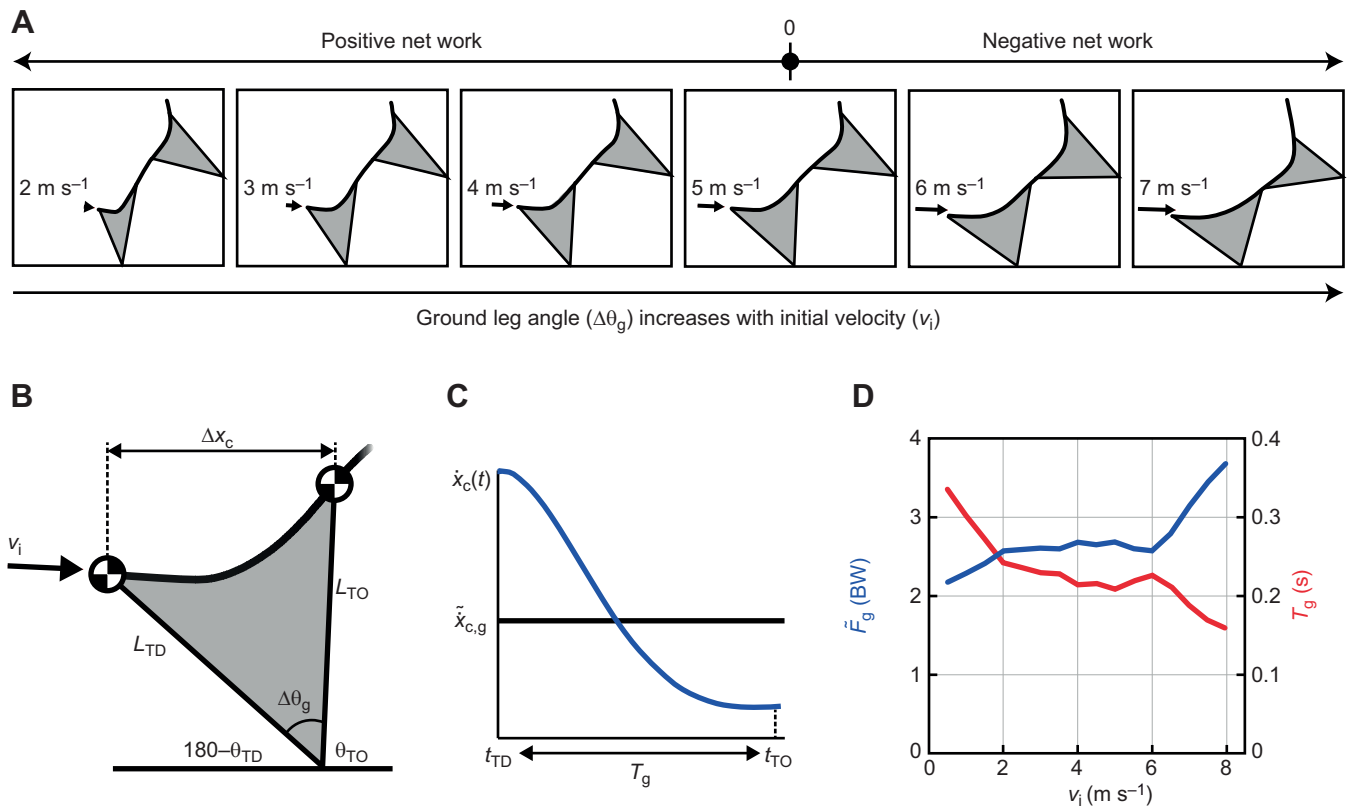 A
0
Positive net work
Negative net work
2 m s⁻¹
3 m s⁻¹
4 m s⁻¹
5 m s⁻¹
6 m s⁻¹
7 m s⁻¹
Ground leg angle (Δθg) increases with initial velocity (vi)
B
Δxc
vi
LTD
LTO
Δθg
180–θTD
θTO
C
ẋc(t)
x̃̇c,g
tTD
tTO
Tg
D
4
3
2
1
0
F̃g (BW)
0.4
0.3
0.2
0.1
0
Tg (s)
0 2 4 6 8
vi (m s⁻¹)